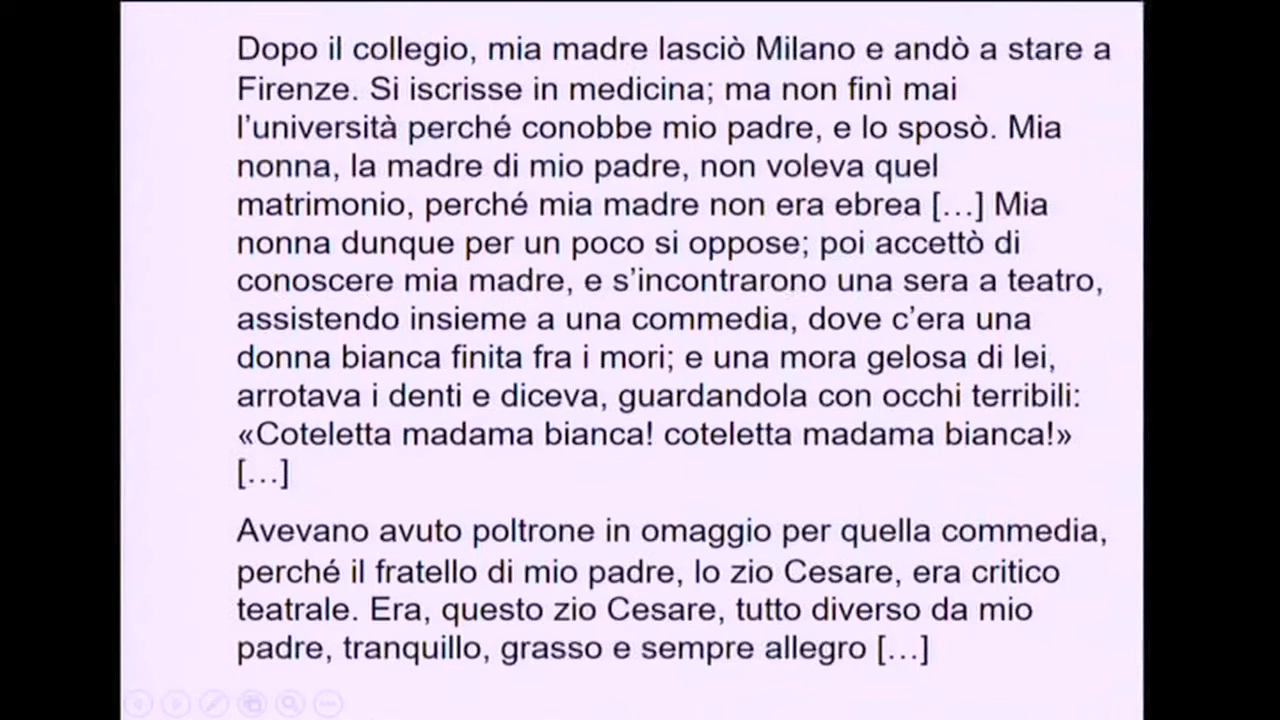 Dopo il collegio, mia madre lasciò Milano e andò a stare a
Firenze. Si iscrisse in medicina; ma non finì mai
l’università perché conobbe mio padre, e lo sposò. Mia
nonna, la madre di mio padre, non voleva quel
matrimonio, perché mia madre non era ebrea […] Mia
nonna dunque per un poco si oppose; poi accettò di
conoscere mia madre, e s’incontrarono una sera a teatro,
assistendo insieme a una commedia, dove c’era una
donna bianca finita fra i mori; e una mora gelosa di lei,
arrotava i denti e diceva, guardandola con occhi terribili:
«Coteletta madama bianca! coteletta madama bianca!»
[…]
Avevano avuto poltrone in omaggio per quella commedia,
perché il fratello di mio padre, lo zio Cesare, era critico
teatrale. Era, questo zio Cesare, tutto diverso da mio
padre, tranquillo, grasso e sempre allegro […]